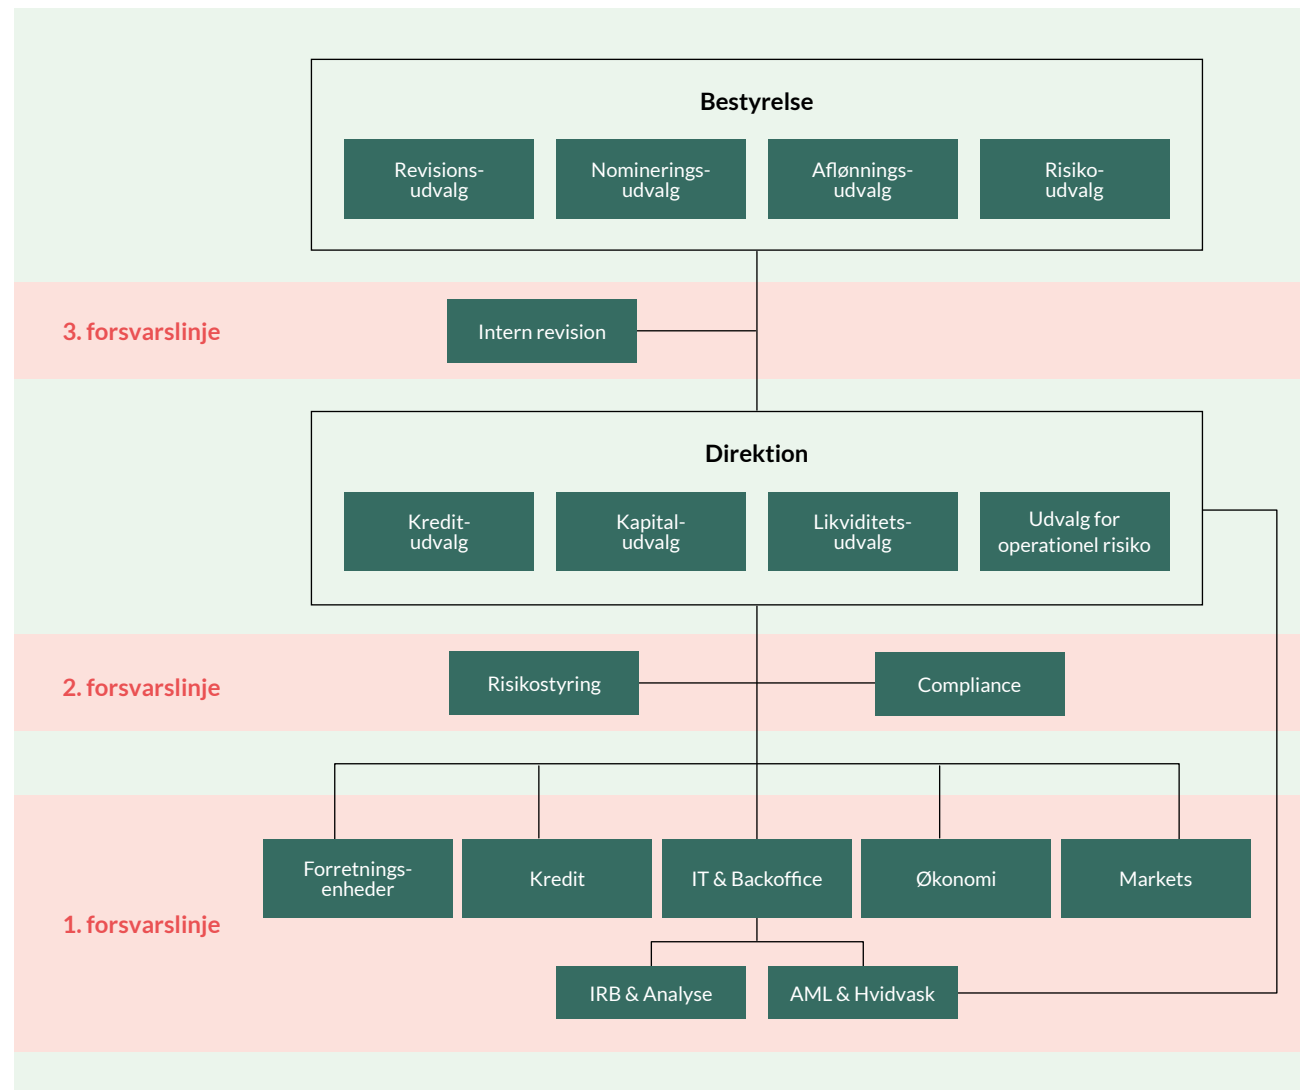 Bestyrelse
Revisions-
udvalg
Nominerings-
udvalg
Aflønnings-
udvalg
Risiko-
udvalg
3. forsvarslinje
Intern revision
Direktion
Kredit-
udvalg
Kapital-
udvalg
Likviditets-
udvalg
Udvalg for
operationel risiko
2. forsvarslinje
Risikostyring
Compliance
1. forsvarslinje
Forretnings-
enheder
Kredit
IT & Backoffice
Økonomi
Markets
IRB & Analyse
AML & Hvidvask